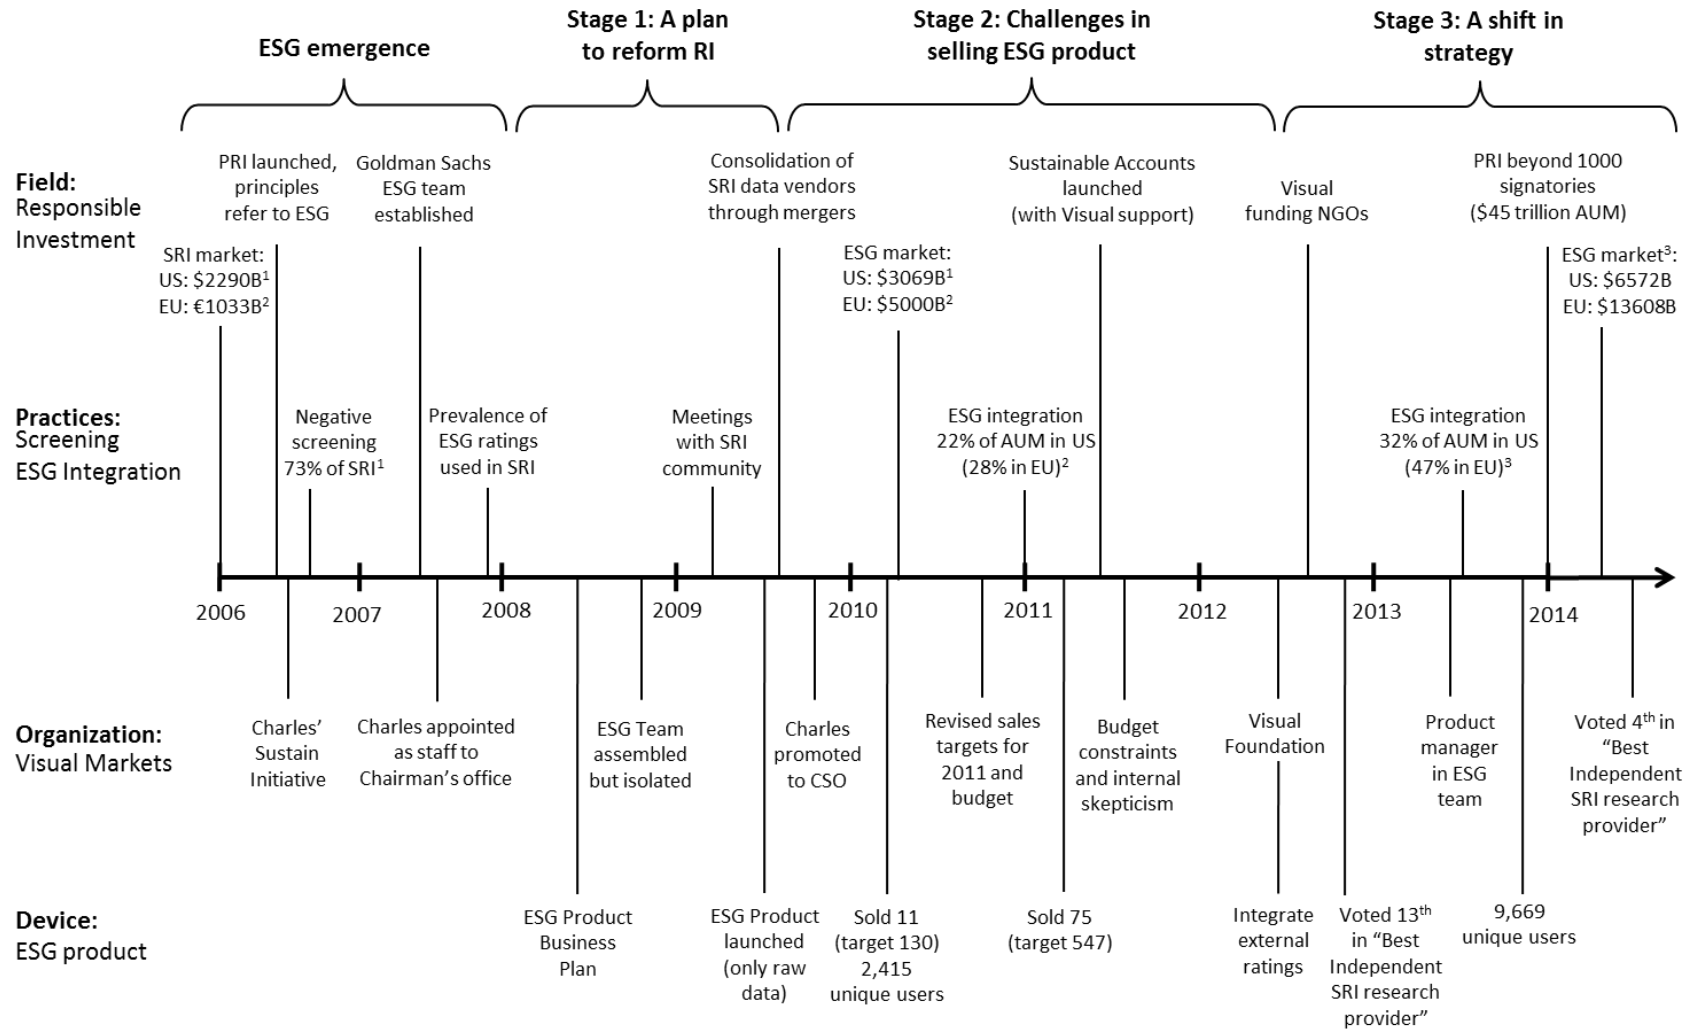 ESG emergence
Stage 1: A plan
to reform RI
Stage 2: Challenges in
selling ESG product
Stage 3: A shift in
strategy
Field:
Responsible
Investment
PRI launched,
principles
refer to ESG
Goldman Sachs
ESG team
established
Consolidation of
SRI data vendors
through mergers
Sustainable Accounts
launched
(with Visual support)
Visual
funding NGOs
PRI beyond 1000
signatories
($45 trillion AUM)
SRI market:
US: $2290B¹
EU: €1033B²
ESG market:
US: $3069B¹
EU: $5000B²
ESG market³:
US: $6572B
EU: $13608B
Practices:
Screening
ESG Integration
Negative
screening
73% of SRI¹
Prevalence of
ESG ratings
used in SRI
Meetings
with SRI
community
ESG integration
22% of AUM in US
(28% in EU)²
ESG integration
32% of AUM in US
(47% in EU)³
2006
2007
2008
2009
2010
2011
2012
2013
2014
Organization:
Visual Markets
Charles’
Sustain
Initiative
Charles appointed
as staff to
Chairman’s office
ESG Team
assembled
but isolated
Charles
promoted
to CSO
Revised sales
targets for
2011 and
budget
Budget
constraints
and internal
skepticism
Visual
Foundation
Product
manager
in ESG
team
Voted 4th in
“Best
Independent
SRI research
provider”
Device:
ESG product
ESG Product
Business
Plan
ESG Product
launched
(only raw
data)
Sold 11
(target 130)
2,415
unique users
Sold 75
(target 547)
Integrate
external
ratings
Voted 13th
in “Best
Independent
SRI research
provider”
9,669
unique users